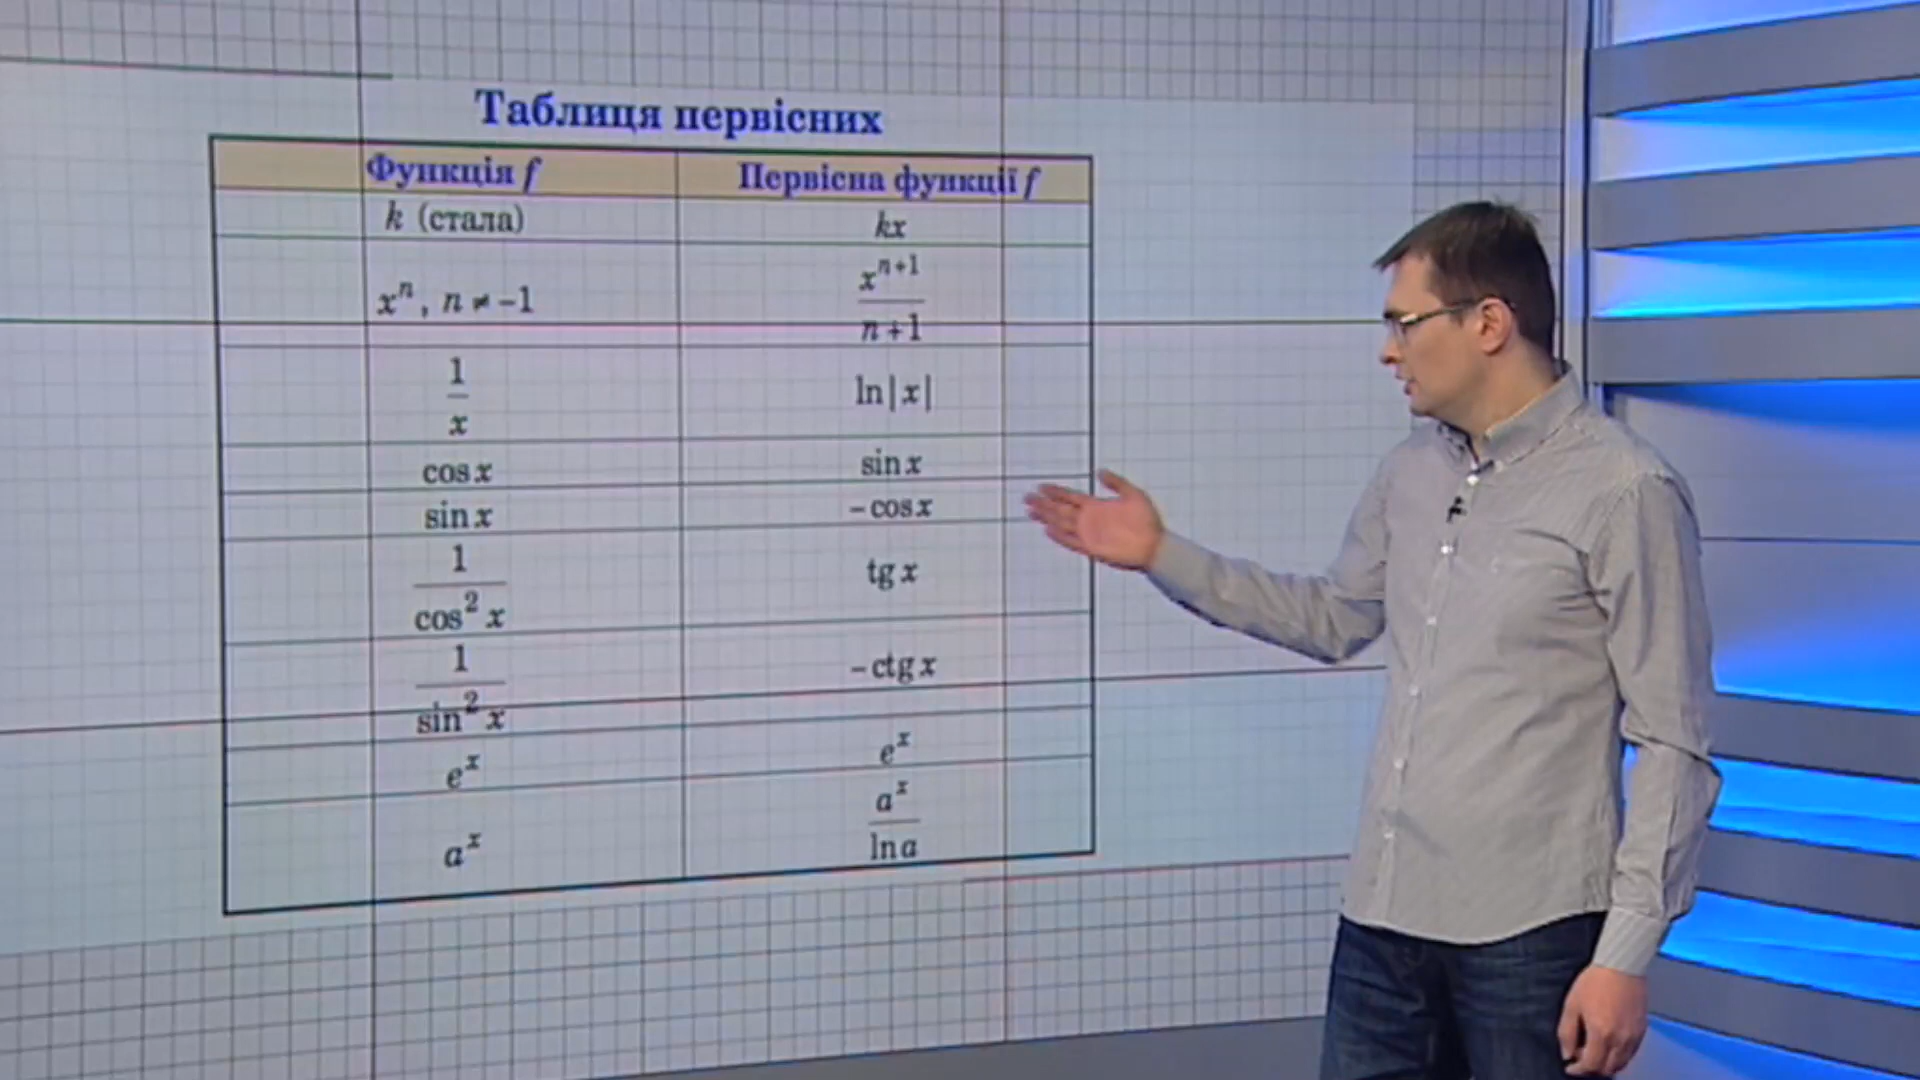 Таблиця первісних
Функція f	Первісна функції f
k (стала)	kx
xⁿ, n ≠ −1	xⁿ⁺¹/n+1
1/x	ln|x|
cos x	sin x
sin x	−cos x
1/cos² x	tg x
1/sin² x	−ctg x
eˣ	eˣ
aˣ	aˣ/ln a